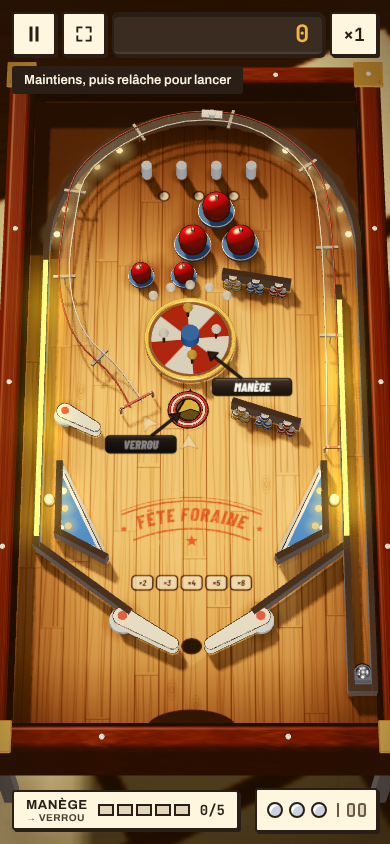 0
×1
Maintiens, puis relâche pour lancer
MANÈGE
VERROU
FÊTE FORAINE
×2 ×3 ×4 ×5 ×8
MANÈGE
→ VERROU
0/5